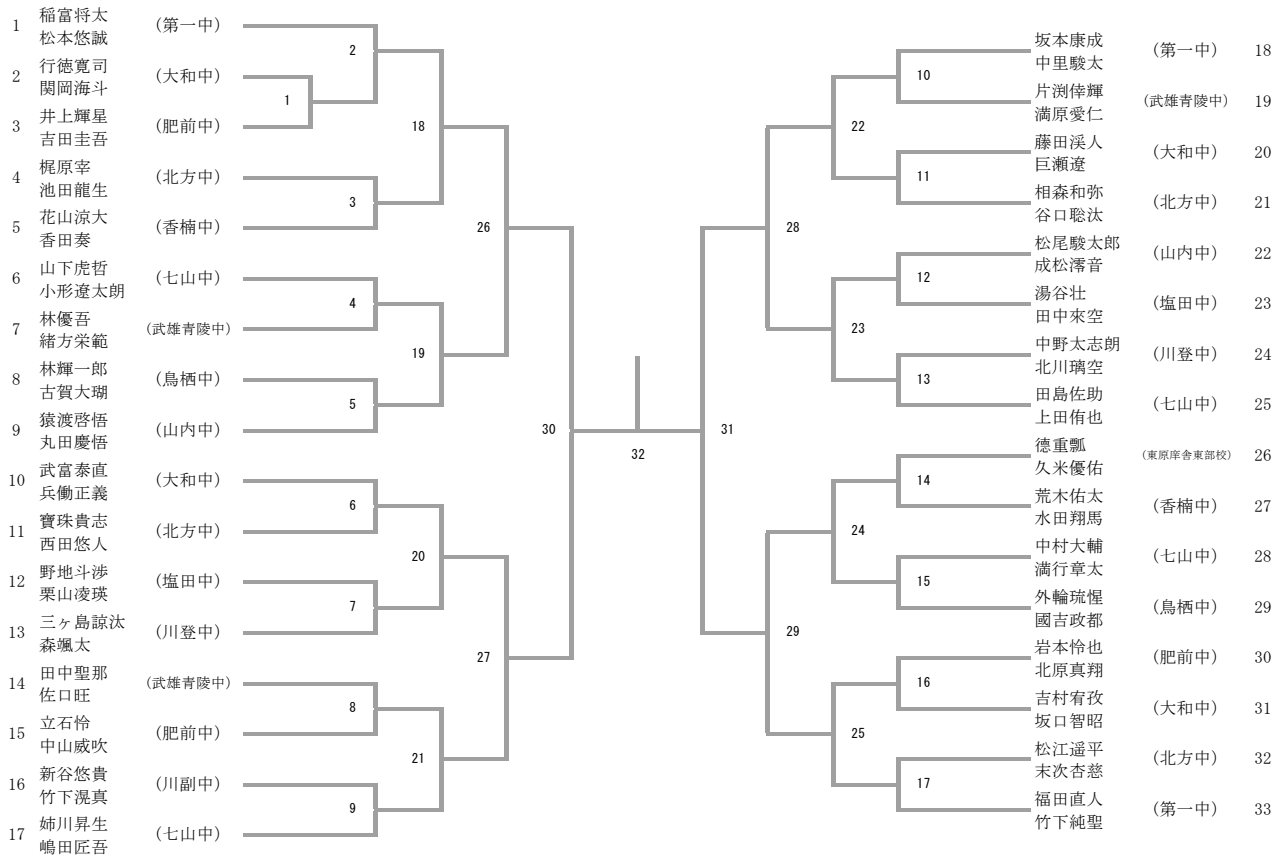 1 稲富将太 (第一中)
松本悠誠
2 行徳寛司 (大和中)
関岡海斗
3 井上輝星 (肥前中)
吉田圭吾
4 梶原宰 (北方中)
池田龍生
5 花山涼大 (香楠中)
香田奏
6 山下虎哲 (七山中)
小形遼太朗
7 林優吾 (武雄青陵中)
緒方栄範
8 林輝一郎 (鳥栖中)
古賀大瑚
9 猿渡啓悟 (山内中)
丸田慶悟
10 武富泰直 (大和中)
兵働正義
11 寶珠貴志 (北方中)
西田悠人
12 野地斗渉 (塩田中)
栗山凌瑛
13 三ヶ島諒汰 (川登中)
森颯太
14 田中聖那 (武雄青陵中)
佐口旺
15 立石怜 (肥前中)
中山威吹
16 新谷悠貴 (川副中)
竹下滉真
17 姉川昇生 (七山中)
嶋田匠吾
1
2
3
4
5
6
7
8
9
18
19
20
21
26
27
30
32
31
28
29
22
23
24
25
10
11
12
13
14
15
16
17
坂本康成 (第一中) 18
中里駿太
片渕倖輝 (武雄青陵中) 19
満原愛仁
藤田渓人 (大和中) 20
巨瀬遼
相森和弥 (北方中) 21
谷口聡汰
松尾駿太郎 (山内中) 22
成松澪音
湯谷壮 (塩田中) 23
田中來空
中野太志朗 (川登中) 24
北川璃空
田島佐助 (七山中) 25
上田侑也
德重瓢 (東原庠舎東部校) 26
久米優佑
荒木佑太 (香楠中) 27
水田翔馬
中村大輔 (七山中) 28
満行章太
外輪琉惺 (鳥栖中) 29
國吉政都
岩本怜也 (肥前中) 30
北原真翔
吉村宥孜 (大和中) 31
坂口智昭
松江遥平 (北方中) 32
末次杏慈
福田直人 (第一中) 33
竹下純聖